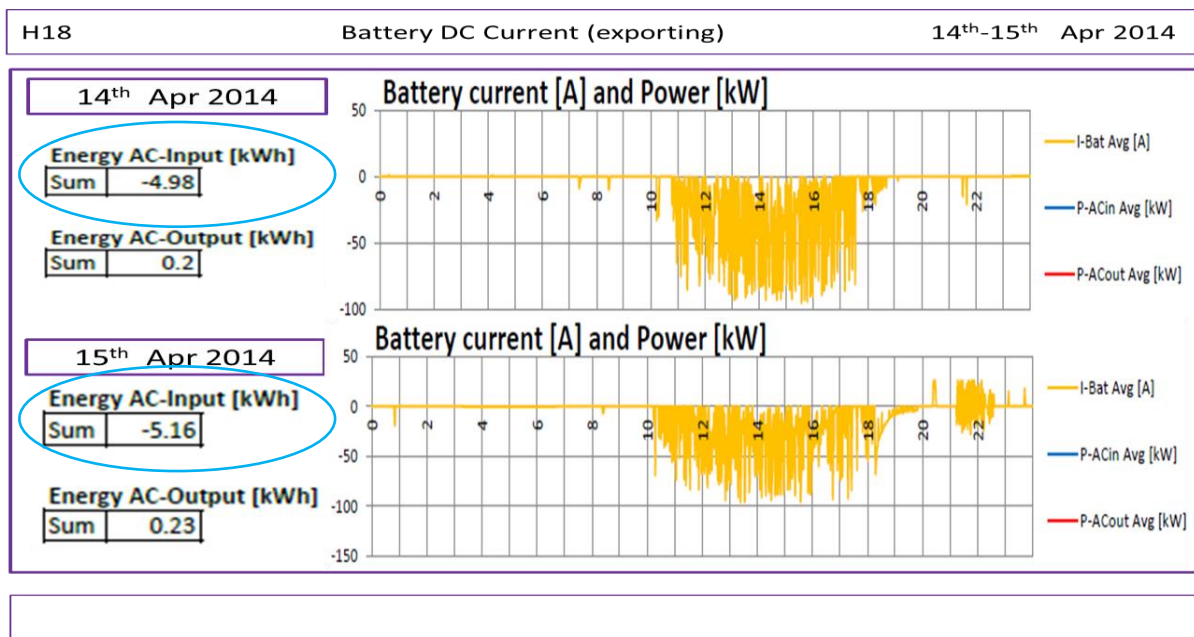 H18 Battery DC Current (exporting) 14th-15th Apr 2014
14th Apr 2014
Energy AC-Input [kWh]
Sum -4.98
Energy AC-Output [kWh]
Sum 0.2
Battery current [A] and Power [kW]
50
0
-50
-100
0 2 4 6 8 10 12 14 16 18 20 22
I-Bat Avg [A]
P-ACin Avg [kW]
P-ACout Avg [kW]
15th Apr 2014
Energy AC-Input [kWh]
Sum -5.16
Energy AC-Output [kWh]
Sum 0.23
Battery current [A] and Power [kW]
50
0
-50
-100
-150
0 2 4 6 8 10 12 14 16 18 20 22
I-Bat Avg [A]
P-ACin Avg [kW]
P-ACout Avg [kW]